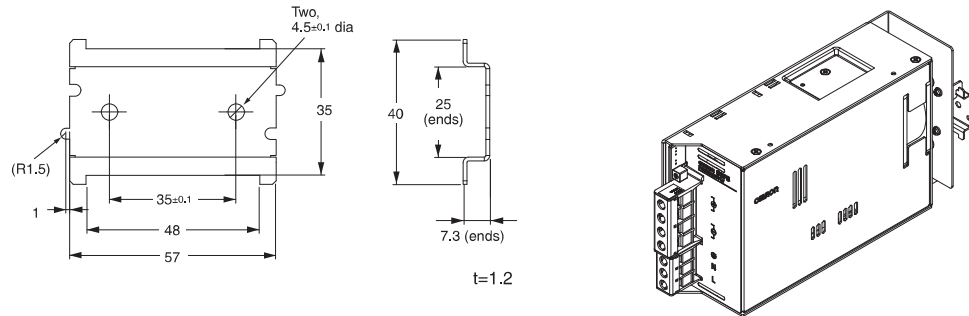 Two,
4.5±0.1 dia
35
(R1.5)
1
35±0.1
48
57
40
25
(ends)
7.3 (ends)
t=1.2
OMRON
N
L